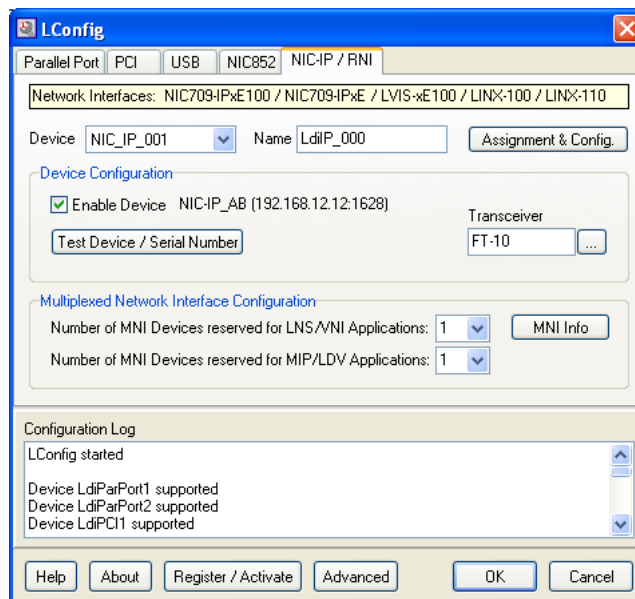 LConfig
Parallel Port PCI USB NIC852 NIC-IP / RNI
Network Interfaces: NIC709-IPxE100 / NIC709-IPxE / LVIS-xE100 / LINX-100 / LINX-110
Device NIC_IP_001 Name LdiIP_000 Assignment & Config.
Device Configuration
Enable Device NIC-IP_AB (192.168.12.12:1628)
Transceiver
Test Device / Serial Number FT-10 ...
Multiplexed Network Interface Configuration
Number of MNI Devices reserved for LNS/VNI Applications: 1 MNI Info
Number of MNI Devices reserved for MIP/LDV Applications: 1
Configuration Log
LConfig started
Device LdiParPort1 supported
Device LdiParPort2 supported
Device LdiPCI1 supported
Help About Register / Activate Advanced OK Cancel